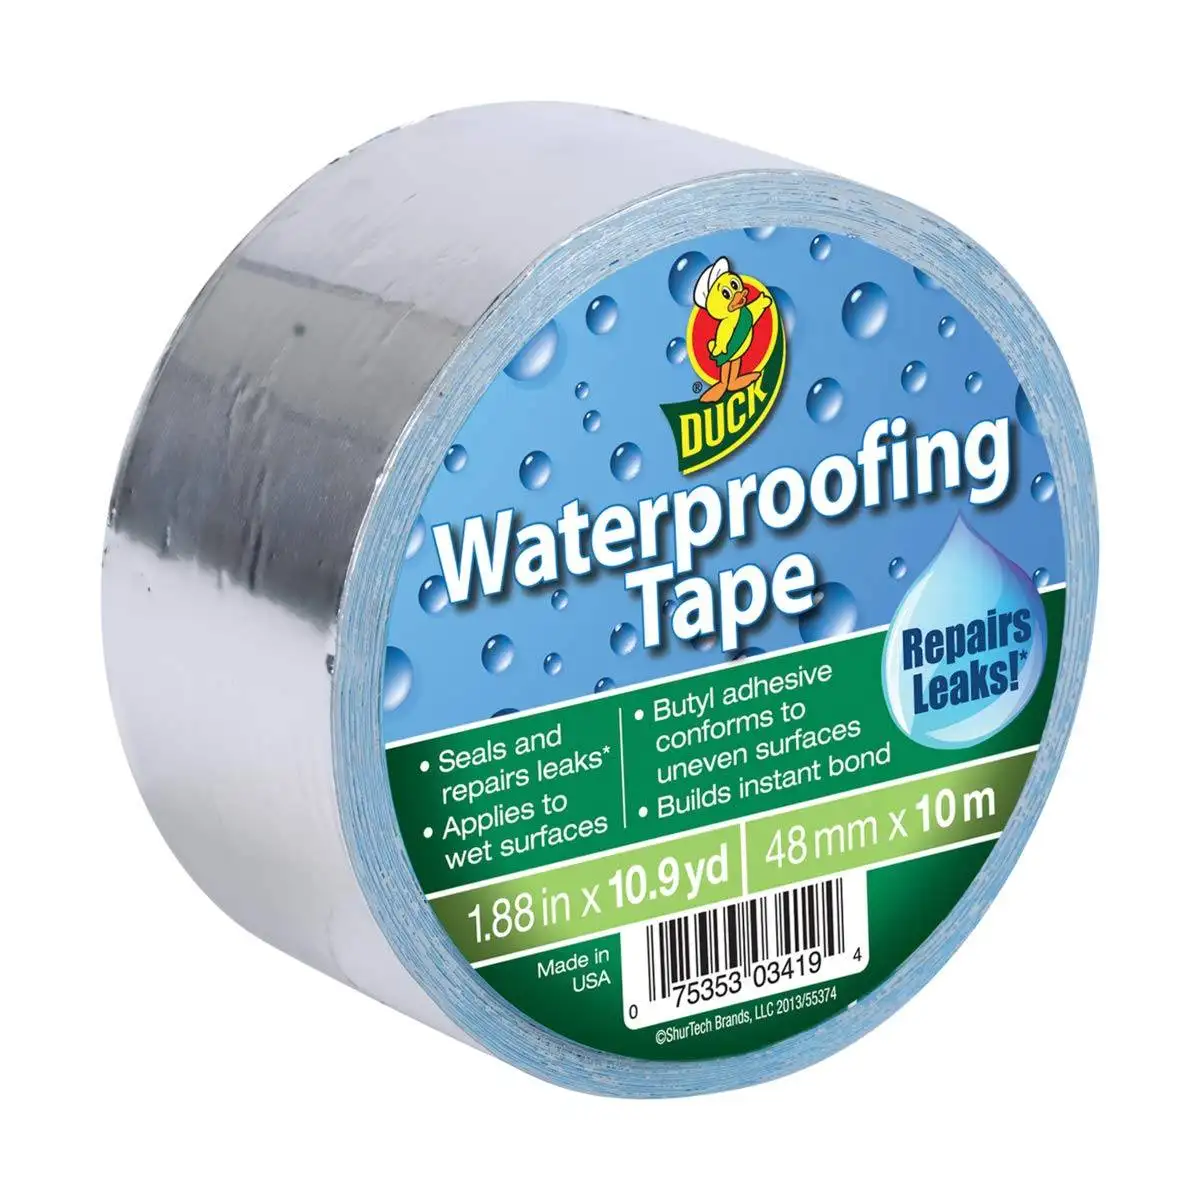 ®
DUCK
Waterproofing
Tape
Repairs
Leaks!*
• Seals and
repairs leaks*
• Applies to
wet surfaces
• Butyl adhesive
conforms to
uneven surfaces
• Builds instant bond
1.88 in x 10.9 yd
48 mm x 10 m
Made in
USA
0 75353 03419 4
©ShurTech Brands, LLC 2013/55374